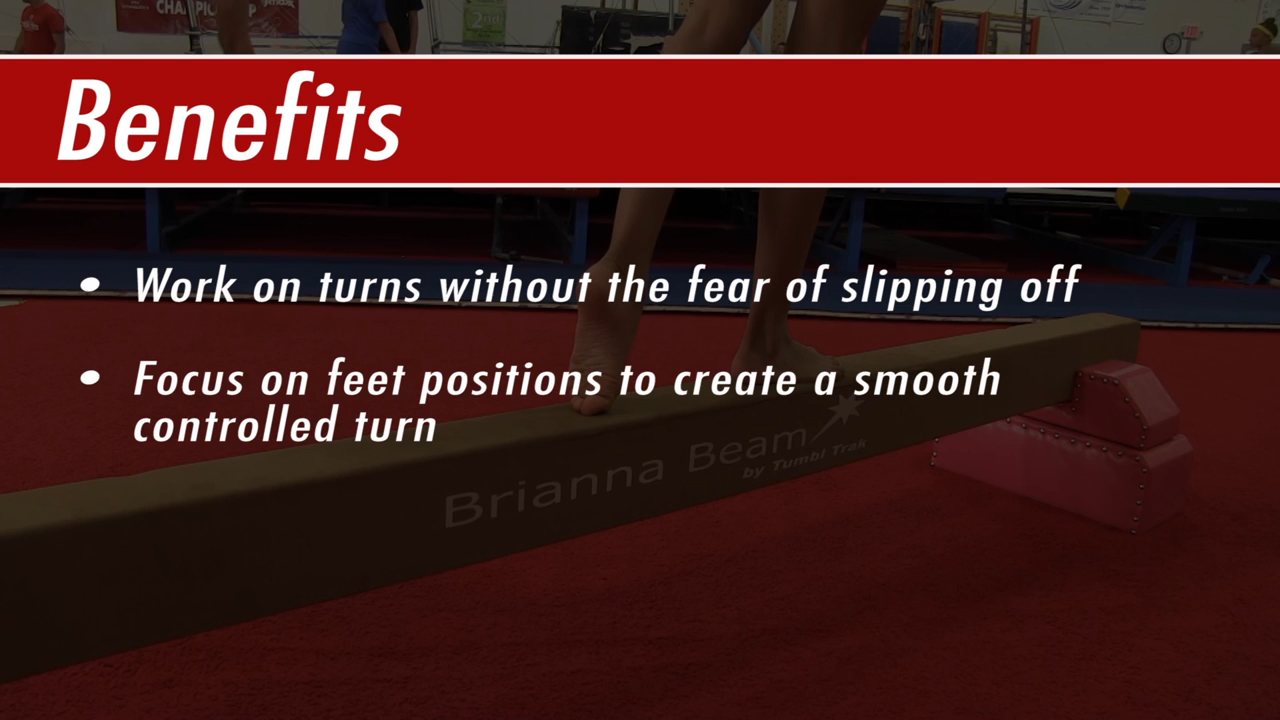 CHAMPIONSHIP
2nd
Benefits
• Work on turns without the fear of slipping off
• Focus on feet positions to create a smooth
controlled turn
Brianna Beam
by Tumbl Trak